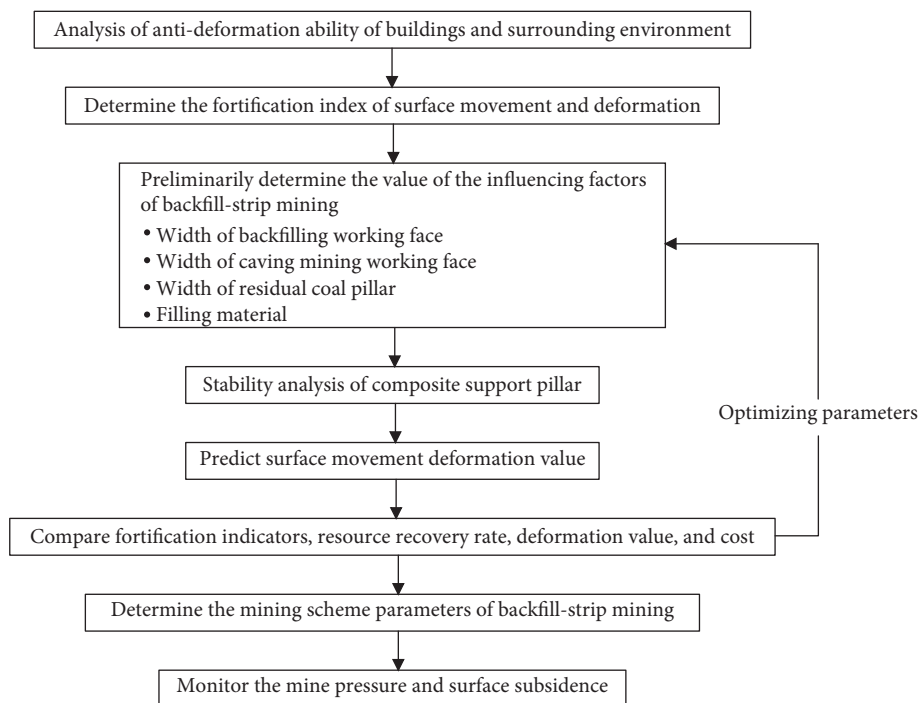 Analysis of anti-deformation ability of buildings and surrounding environment
Determine the fortification index of surface movement and deformation
Preliminarily determine the value of the influencing factors
of backfill-strip mining
• Width of backfilling working face
• Width of caving mining working face
• Width of residual coal pillar
• Filling material
Stability analysis of composite support pillar
Optimizing parameters
Predict surface movement deformation value
Compare fortification indicators, resource recovery rate, deformation value, and cost
Determine the mining scheme parameters of backfill-strip mining
Monitor the mine pressure and surface subsidence